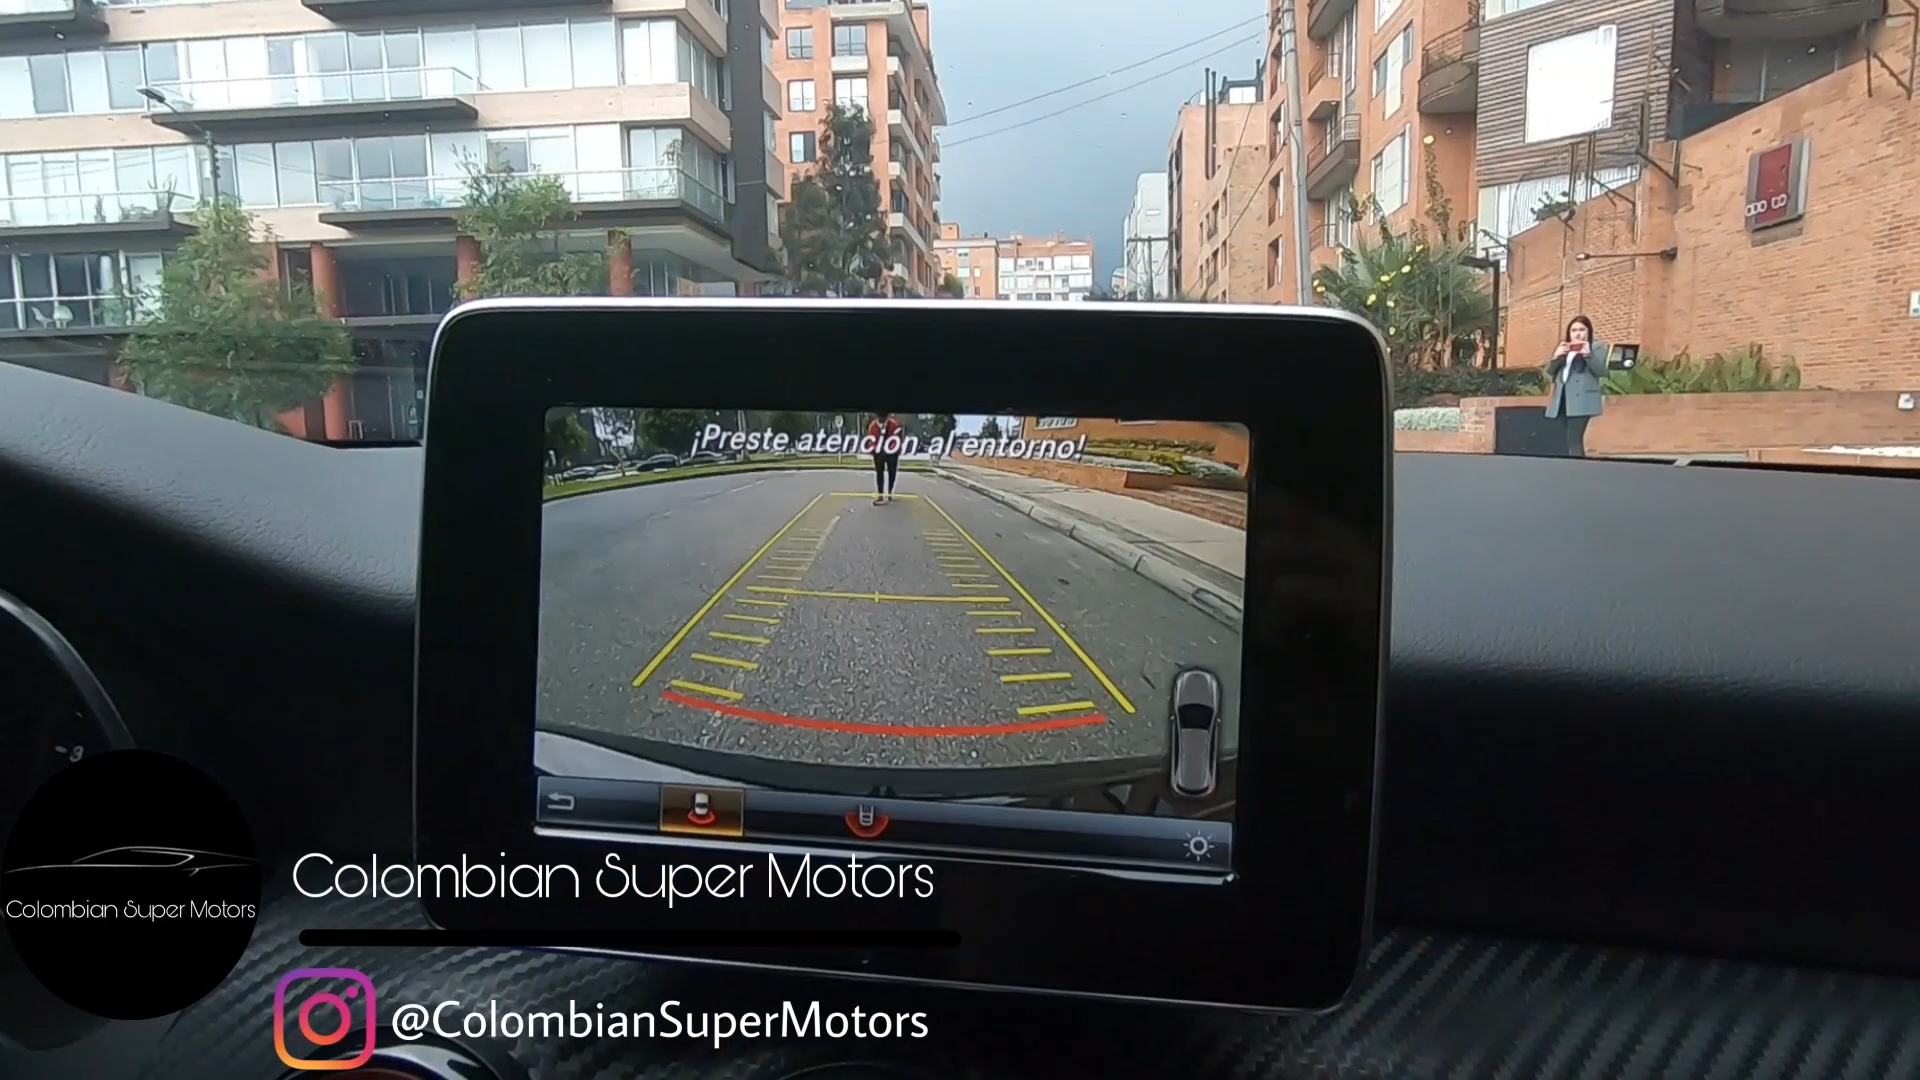 ¡Preste atención al entorno!
Colombian Super Motors
Colombian Super Motors
@ColombianSuperMotors